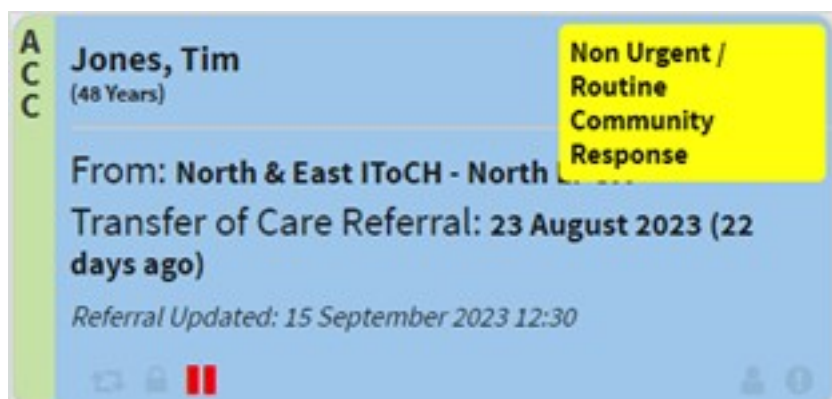 ACC
Jones, Tim
(48 Years)
Non Urgent /
Routine
Community
Response
From: North & East IToCH - North
Transfer of Care Referral: 23 August 2023 (22
days ago)
Referral Updated: 15 September 2023 12:30